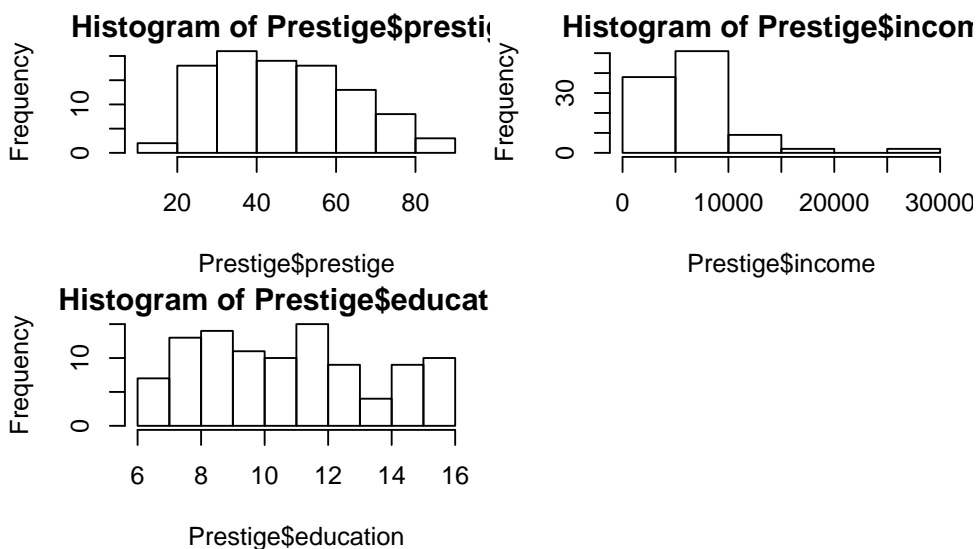 Histogram of Prestige$prestig
Frequency
0
10
20
40
60
80
Prestige$prestige
Histogram of Prestige$incom
Frequency
0
30
0
10000
20000
30000
Prestige$income
Histogram of Prestige$educat
Frequency
0
10
6
8
10
12
14
16
Prestige$education